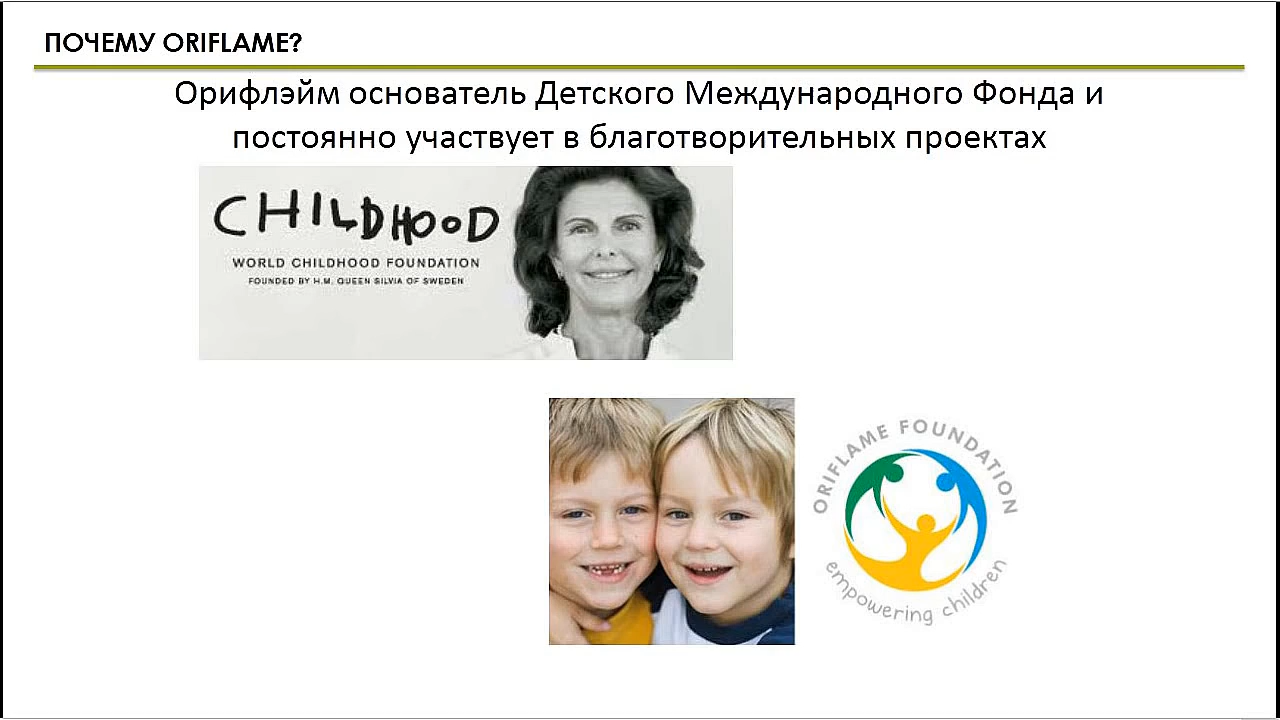 ПОЧЕМУ ORIFLAME?
Орифлэйм основатель Детского Международного Фонда и
постоянно участвует в благотворительных проектах
CHILDHOOD
WORLD CHILDHOOD FOUNDATION
FOUNDED BY H.M. QUEEN SILVIA OF SWEDEN
ORIFLAME FOUNDATION
empowering children